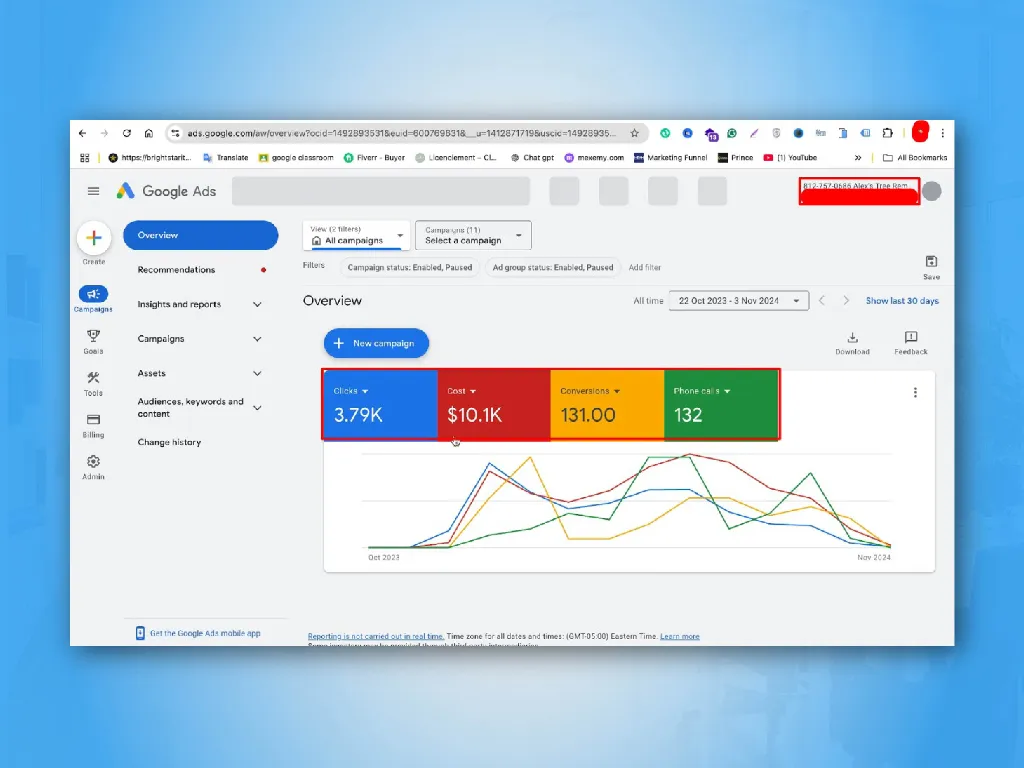 ads.google.com/aw/overview?ocid=1492893531&euid=600769831&__u=1412871719&uscid=14928935...
13
https://brightstarit...
Translate
google classroom
Fiverr - Buyer
Licenciement – CL...
Chat gpt
mexemy.com
Marketing Funnel
Prince
(1) YouTube
»
All Bookmarks
Google Ads
812-757-0686 Alex's Tree Rem...
Create
Campaigns
Goals
Tools
Billing
Admin
Overview
Recommendations
Insights and reports
Campaigns
Assets
Audiences, keywords and
content
Change history
Get the Google Ads mobile app
View (2 filters)
All campaigns
Campaigns (11)
Select a campaign
Filters
Campaign status: Enabled, Paused
Ad group status: Enabled, Paused
Add filter
Save
Overview
All time
22 Oct 2023 - 3 Nov 2024
Show last 30 days
New campaign
Download
Feedback
Clicks
3.79K
Cost
$10.1K
Conversions
131.00
Phone calls
132
Oct 2023
Nov 2024
Reporting is not carried out in real time. Time zone for all dates and times: (GMT-05:00) Eastern Time. Learn more